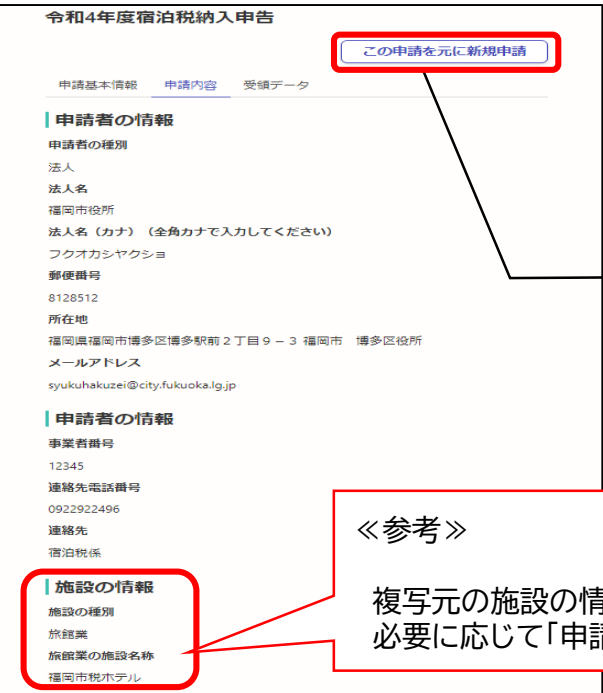 令和4年度宿泊税納入申告
この申請を元に新規申請
申請基本情報 申請内容 受領データ
申請者の情報
申請者の種別
法人
法人名
福岡市役所
法人名（カナ）（全角カナで入力してください）
フクオカシヤクショ
郵便番号
8128512
所在地
福岡県福岡市博多区博多駅前２丁目９－３ 福岡市　博多区役所
メールアドレス
syukuhakuzei@city.fukuoka.lg.jp
申請者の情報
事業者番号
12345
連絡先電話番号
0922922496
連絡先
宿泊税係
施設の情報
施設の種別
旅館業
旅館業の施設名称
福岡市税ホテル
≪参考≫
複写元の施設の情
必要に応じて「申請